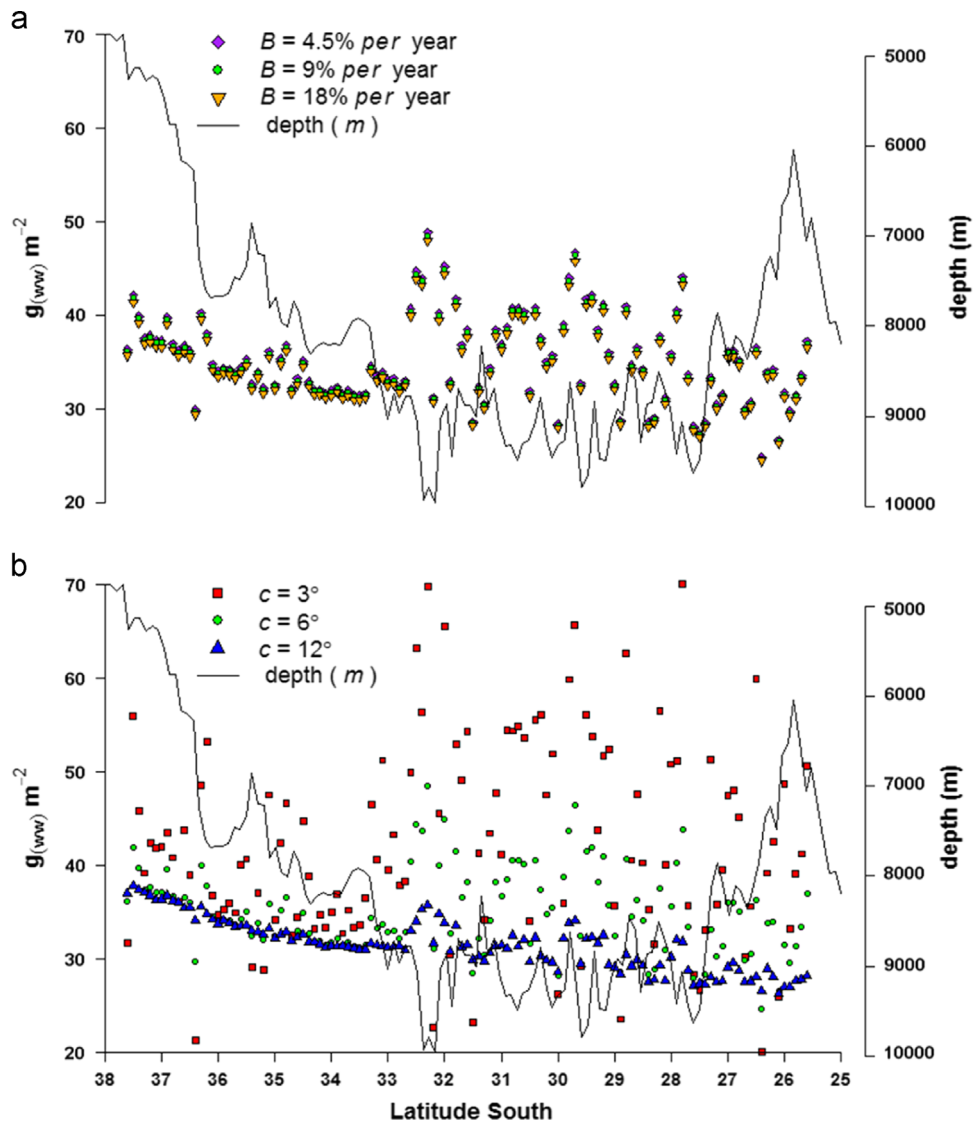 a
70
60
50
40
30
20
g(ww) m−2
B = 4.5% per year
B = 9% per year
B = 18% per year
depth ( m )
5000
6000
7000
8000
9000
10000
depth (m)
b
70
60
50
40
30
20
g(ww) m−2
c = 3°
c = 6°
c = 12°
depth ( m )
5000
6000
7000
8000
9000
10000
depth (m)
38 37 36 35 34 33 32 31 30 29 28 27 26 25
Latitude South